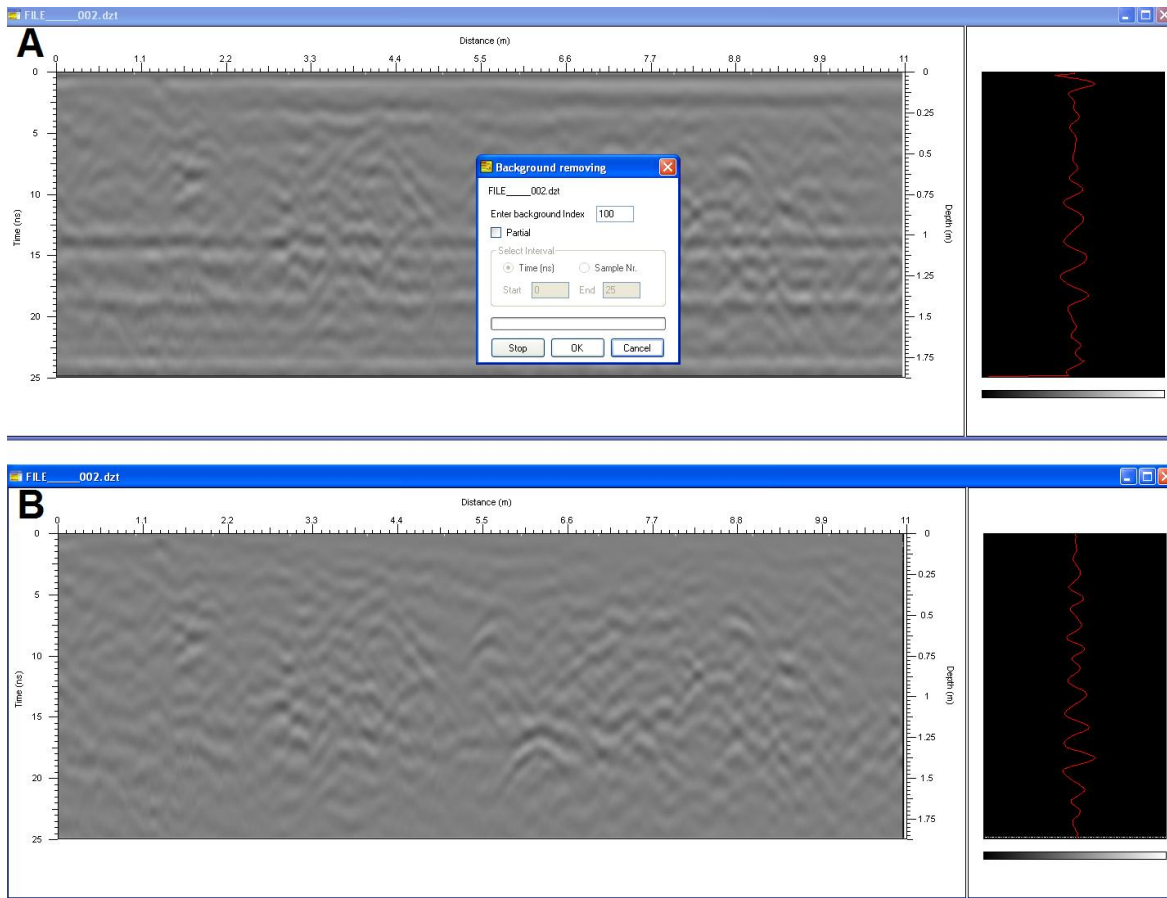 FILE_____002.dzt
A
Distance (m)
0 1.1 2.2 3.3 4.4 5.5 6.6 7.7 8.8 9.9 11
0
5
10
15
20
25
Time (ns)
0
0.25
0.5
0.75
1
1.25
1.5
1.75
Depth (m)
Background removing
FILE_____002.dzt
Enter background Index 100
Partial
Select Interval
Time (ns) Sample Nr.
Start 0 End 25
Stop OK Cancel
FILE_____002.dzt
B
Distance (m)
0 1.1 2.2 3.3 4.4 5.5 6.6 7.7 8.8 9.9 11
0
5
10
15
20
25
Time (ns)
0
0.25
0.5
0.75
1
1.25
1.5
1.75
Depth (m)